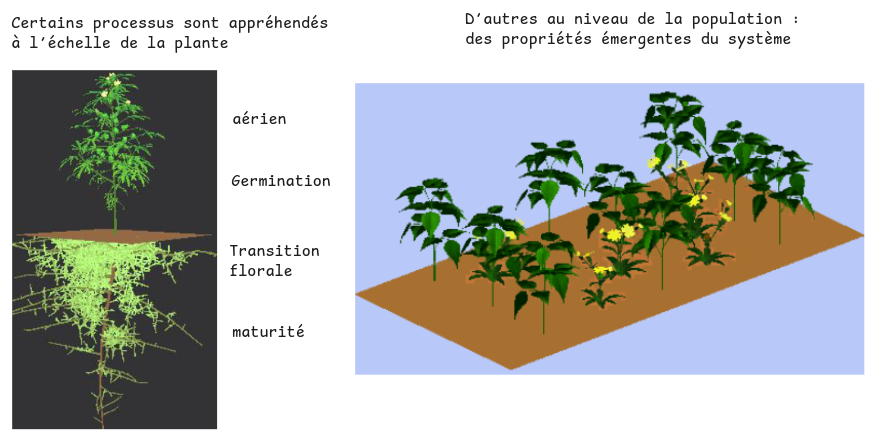 Certains processus sont appréhendés
à l'échelle de la plante
D'autres au niveau de la population :
des propriétés émergentes du système
aérien
Germination
Transition
florale
maturité